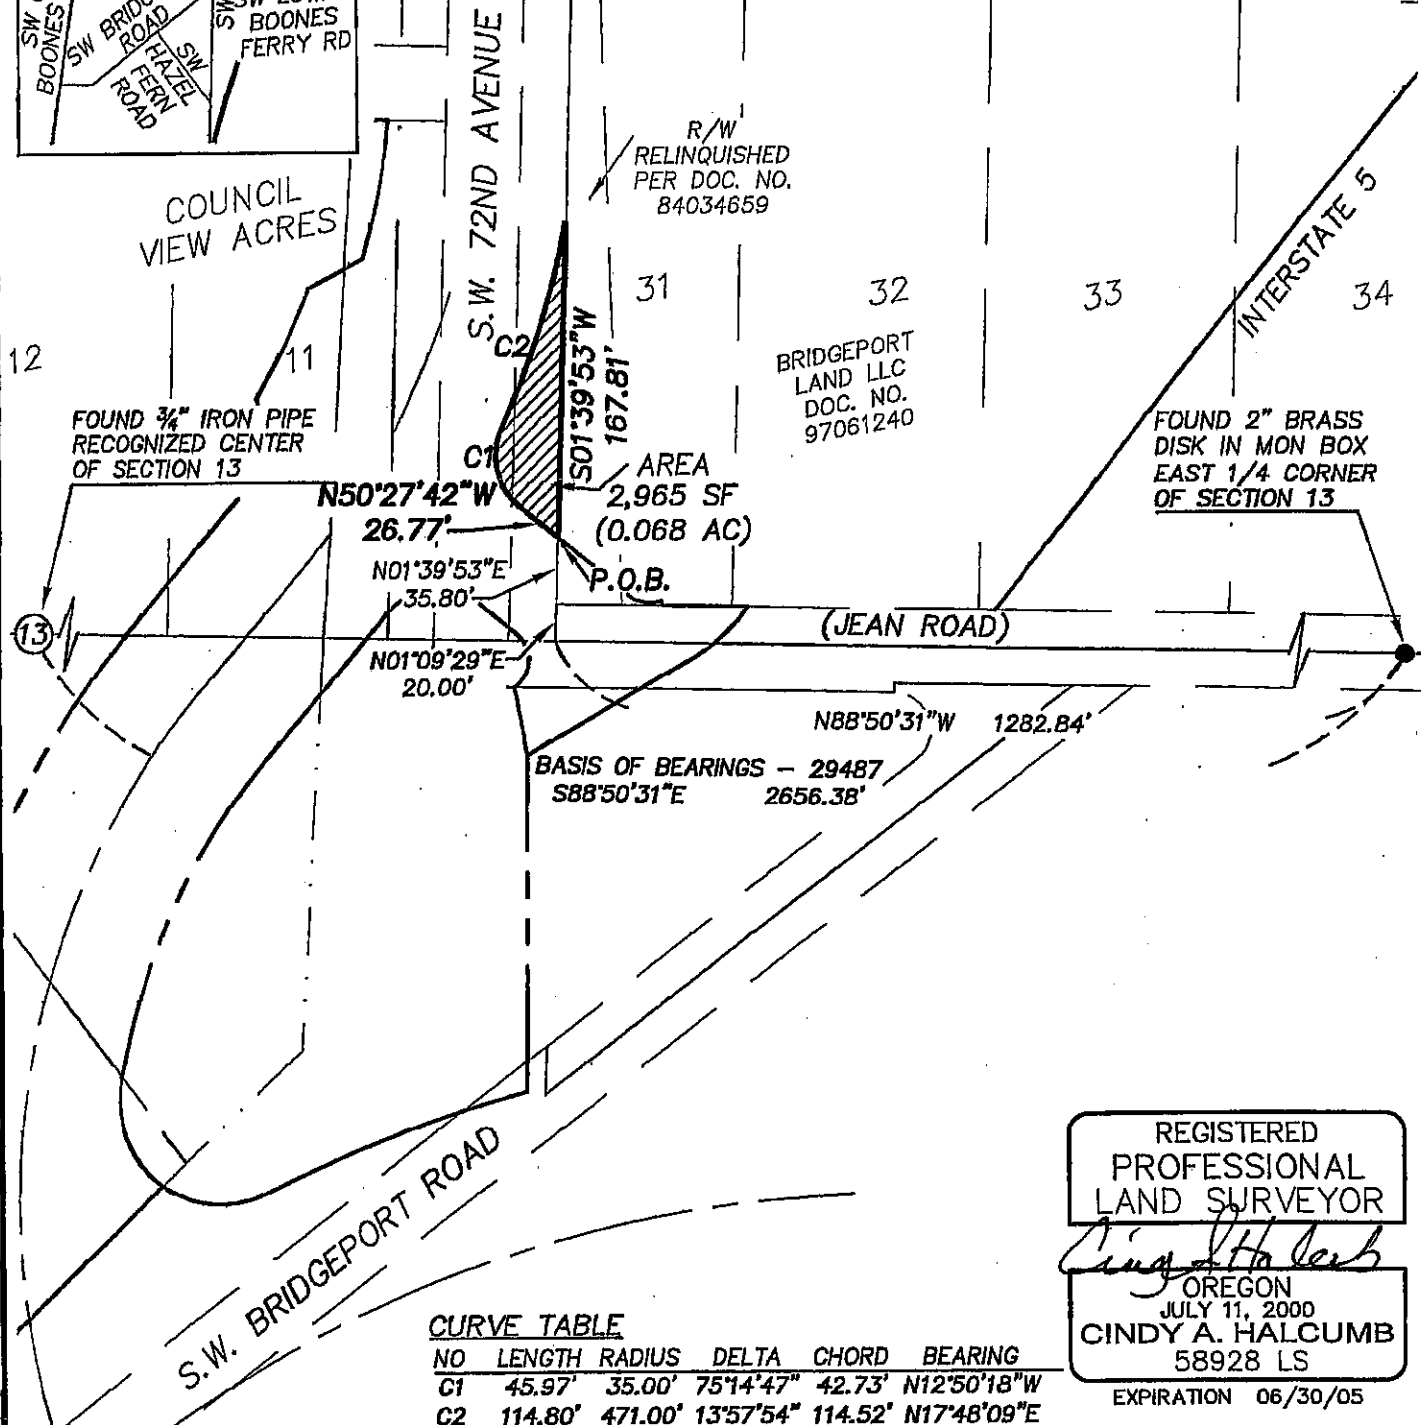 BOONES
SW BRIDG
ROAD
SW
HAZEL
FERN
ROAD
SW
BOONES
FERRY RD
S.W. 72ND AVENUE
R/W
RELINQUISHED
PER DOC. NO.
84034659
COUNCIL
VIEW ACRES
INTERSTATE 5
12
11
31
32
33
34
C2
S01°39'53"W
167.81'
BRIDGEPORT
LAND LLC
DOC. NO.
97061240
FOUND ¾" IRON PIPE
RECOGNIZED CENTER
OF SECTION 13
FOUND 2" BRASS
DISK IN MON BOX
EAST 1/4 CORNER
OF SECTION 13
C1
N50°27'42"W
26.77'
AREA
2,965 SF
(0.068 AC)
N01°39'53"E
35.80'
P.O.B.
13
(JEAN ROAD)
N01°09'29"E
20.00'
N88°50'31"W 1282.84'
BASIS OF BEARINGS - 29487
S88°50'31"E 2656.38'
S.W. BRIDGEPORT ROAD
REGISTERED
PROFESSIONAL
LAND SURVEYOR
OREGON
JULY 11, 2000
CINDY A. HALCUMB
58928 LS
EXPIRATION 06/30/05
CURVE TABLE
NO LENGTH RADIUS DELTA CHORD BEARING
C1 45.97' 35.00' 75°14'47" 42.73' N12°50'18"W
C2 114.80' 471.00' 13°57'54" 114.52' N17°48'09"E